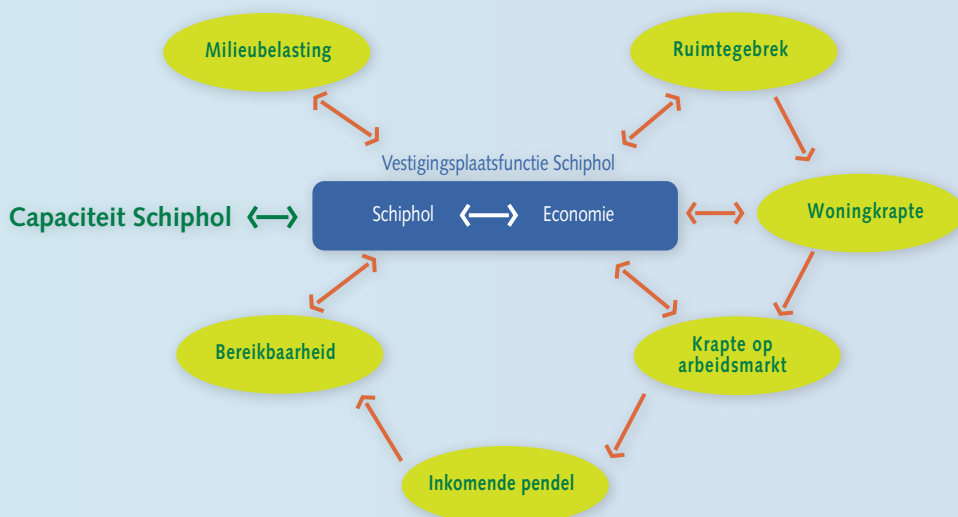 Milieubelasting
Ruimtegebrek
Vestigingsplaatsfunctie Schiphol
Capaciteit Schiphol
Schiphol
Economie
Woningkrapte
Bereikbaarheid
Krapte op
arbeidsmarkt
Inkomende pendel